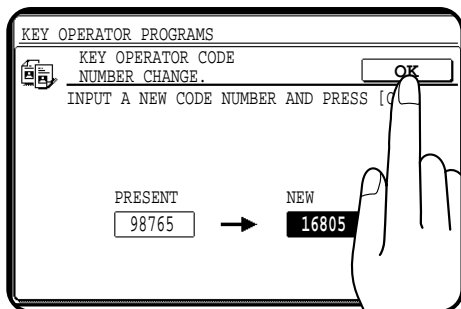 KEY OPERATOR PROGRAMS
KEY OPERATOR CODE
NUMBER CHANGE.
OK
INPUT A NEW CODE NUMBER AND PRESS [O
PRESENT
NEW
98765
16805